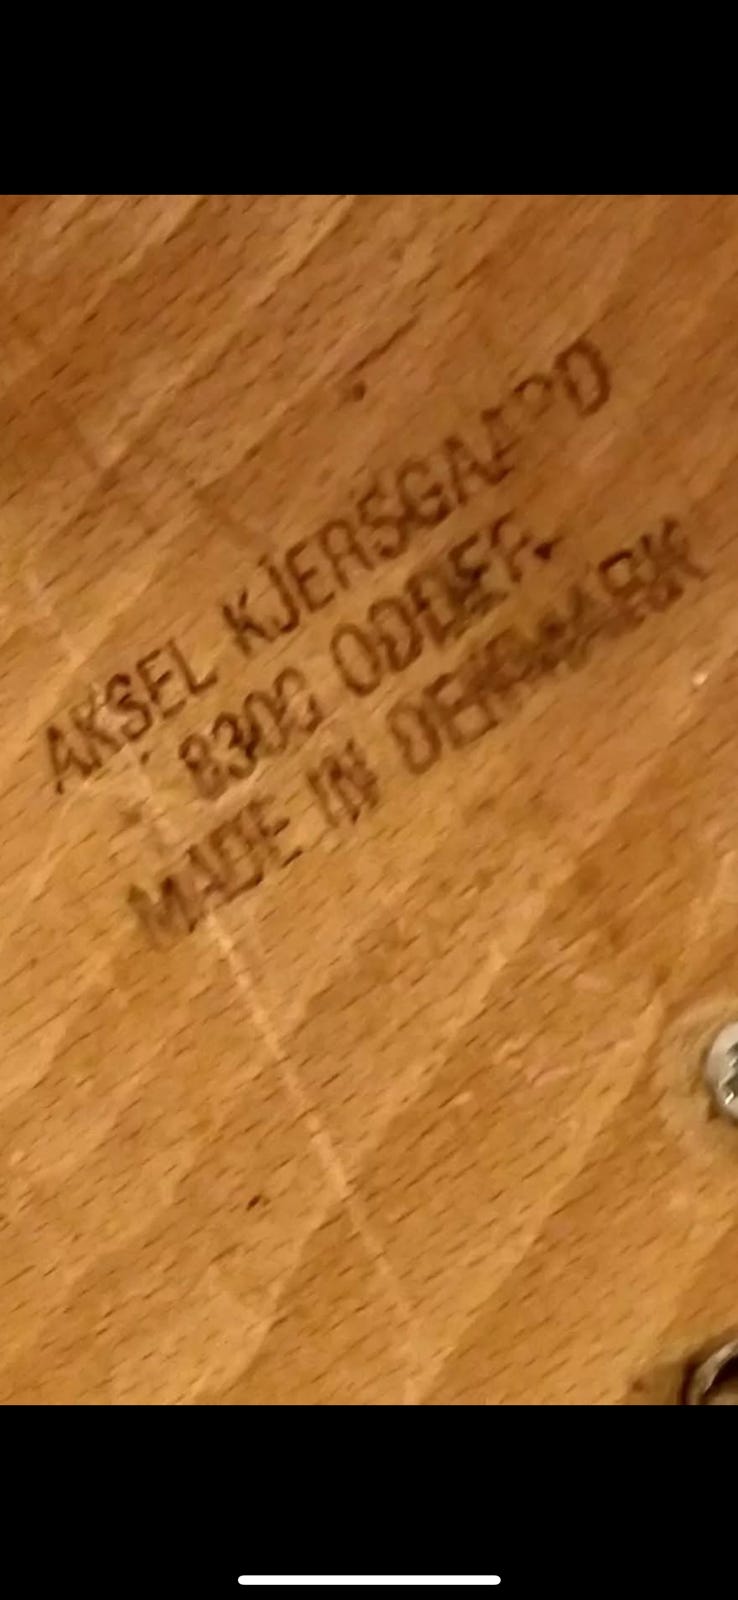 AKSEL KJERSGAARD
8300 ODDER.
MADE IN DENMARK